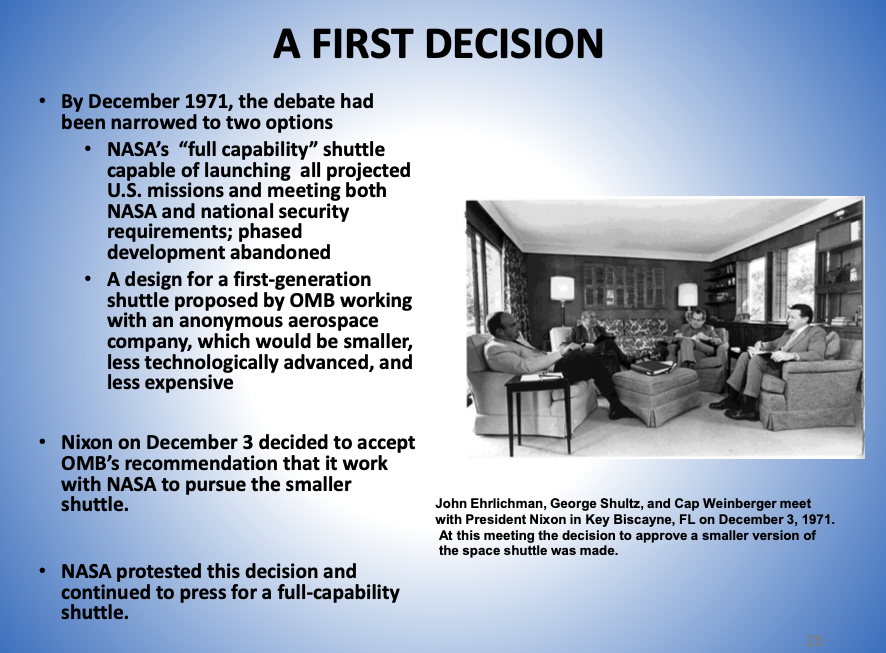 A FIRST DECISION
• By December 1971, the debate had
been narrowed to two options
• NASA's “full capability” shuttle
capable of launching all projected
U.S. missions and meeting both
NASA and national security
requirements; phased
development abandoned
• A design for a first-generation
shuttle proposed by OMB working
with an anonymous aerospace
company, which would be smaller,
less technologically advanced, and
less expensive
• Nixon on December 3 decided to accept
OMB's recommendation that it work
with NASA to pursue the smaller
shuttle.
• NASA protested this decision and
continued to press for a full-capability
shuttle.
John Ehrlichman, George Shultz, and Cap Weinberger meet
with President Nixon in Key Biscayne, FL on December 3, 1971.
At this meeting the decision to approve a smaller version of
the space shuttle was made.